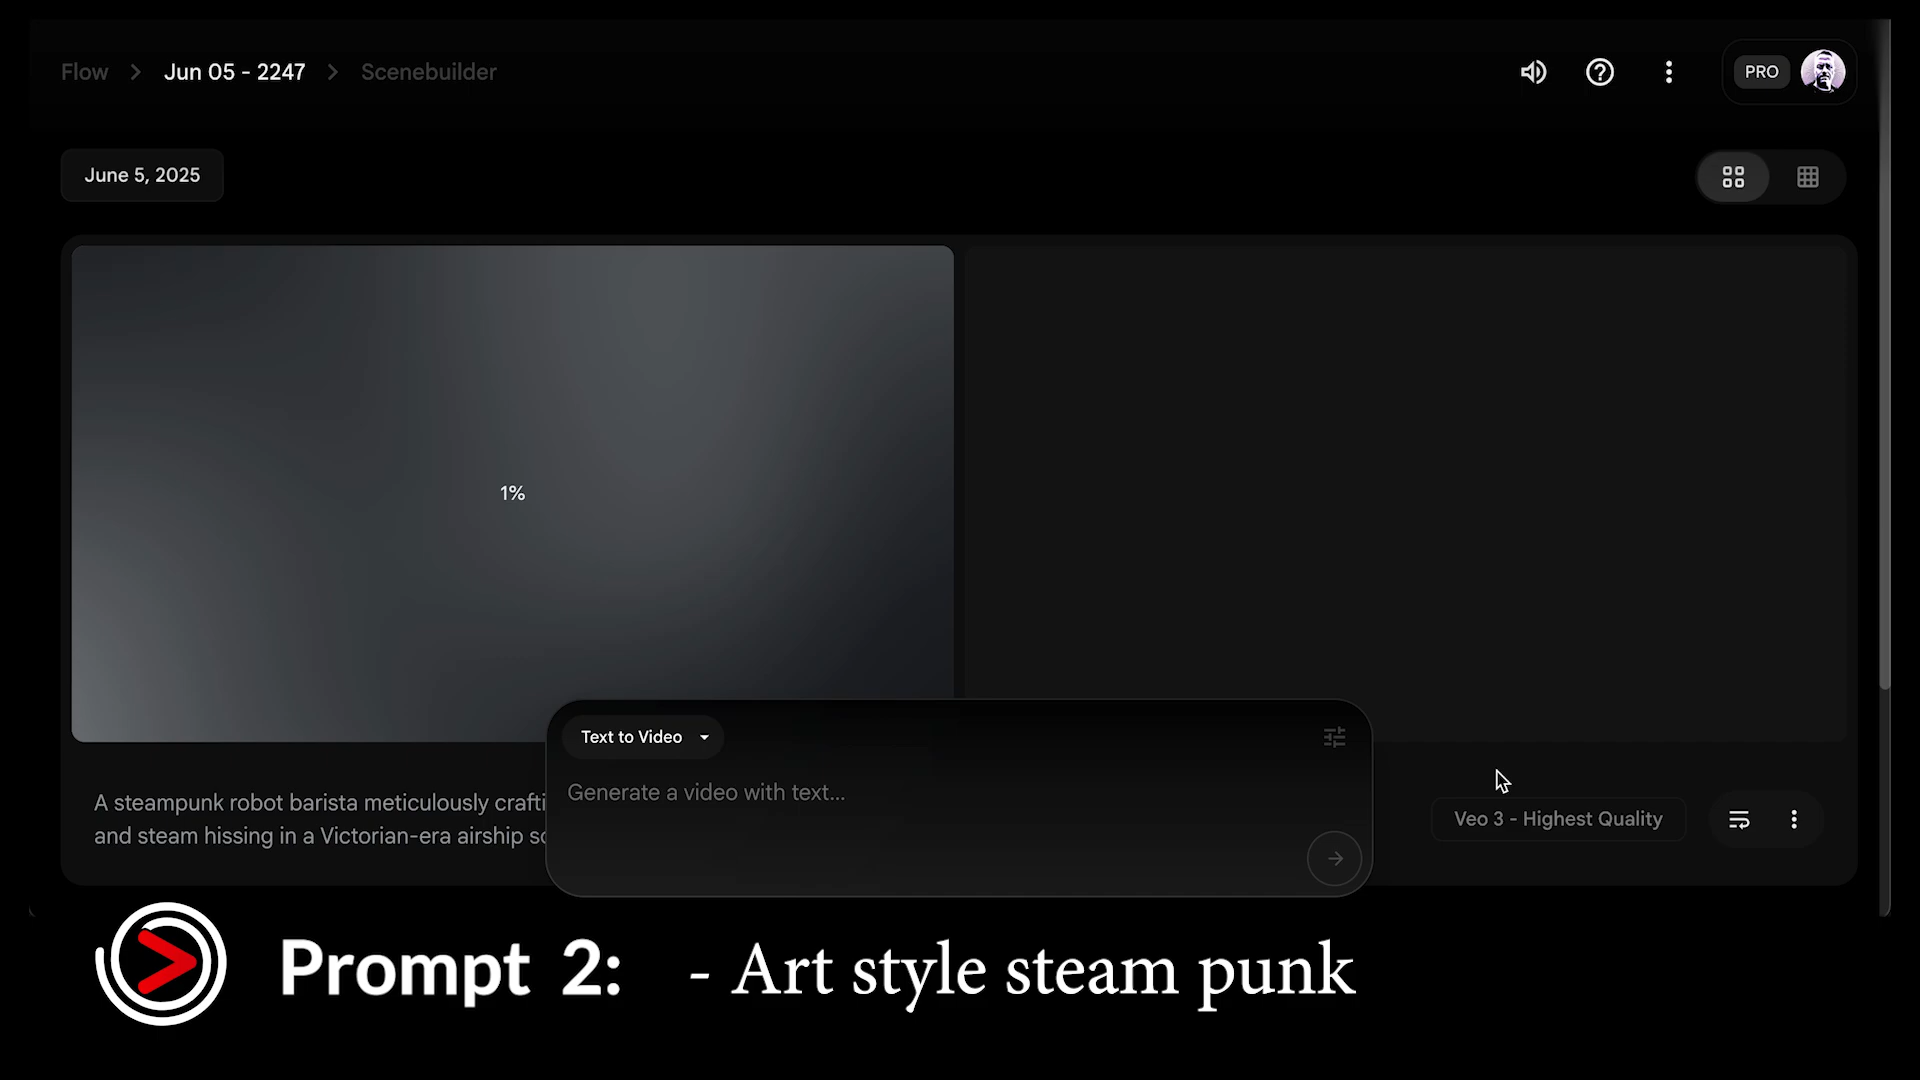 Flow > Jun 05 - 2247 > Scenebuilder
PRO
June 5, 2025
1%
Text to Video
Generate a video with text...
A steampunk robot barista meticulously
and steam hissing in a Victorian-era airship
Veo 3 - Highest Quality
Prompt 2: - Art style steam punk